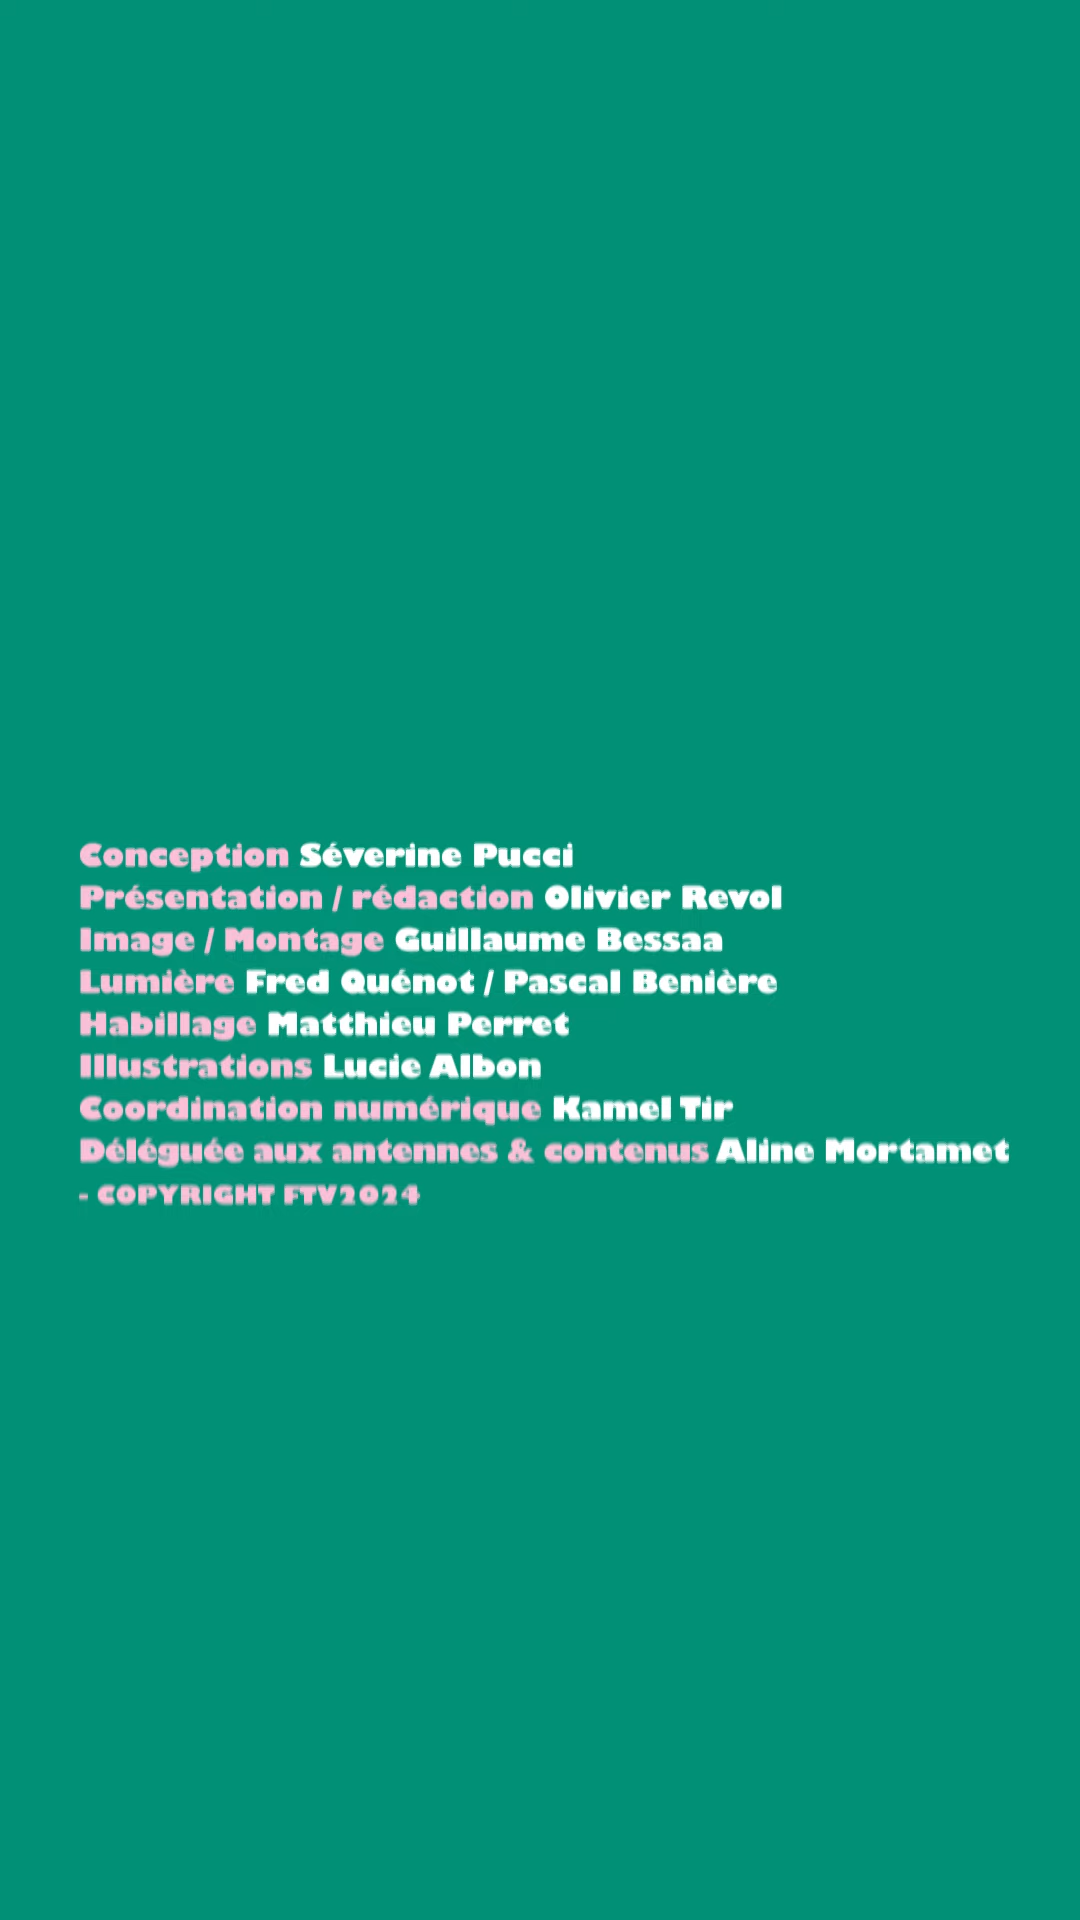 Conception Séverine Pucci
Présentation / rédaction Olivier Revol
Image / Montage Guillaume Bessaa
Lumière Fred Quénot / Pascal Benière
Habillage Matthieu Perret
Illustrations Lucie Albon
Coordination numérique Kamel Tir
Déléguée aux antennes & contenus Aline Mortamet
- COPYRIGHT FTV2024